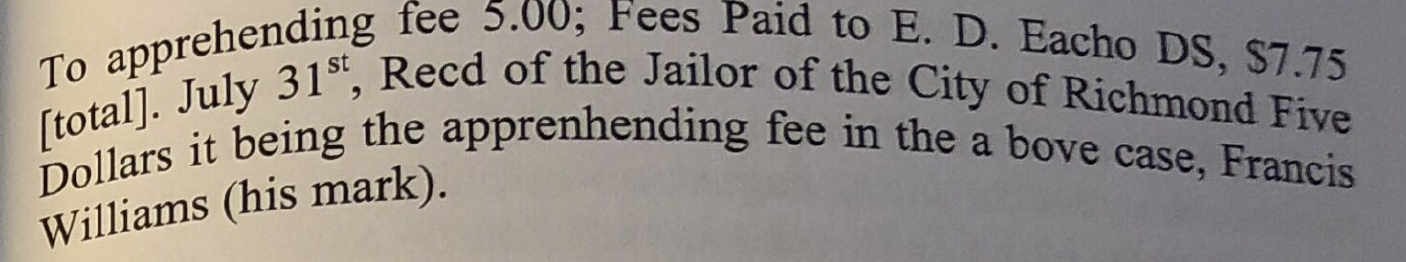 To apprehending fee 5.00; Fees Paid to E. D. Eacho DS, $7.75
[total]. July 31st, Recd of the Jailor of the City of Richmond Five
Dollars it being the apprenhending fee in the a bove case, Francis
Williams (his mark).